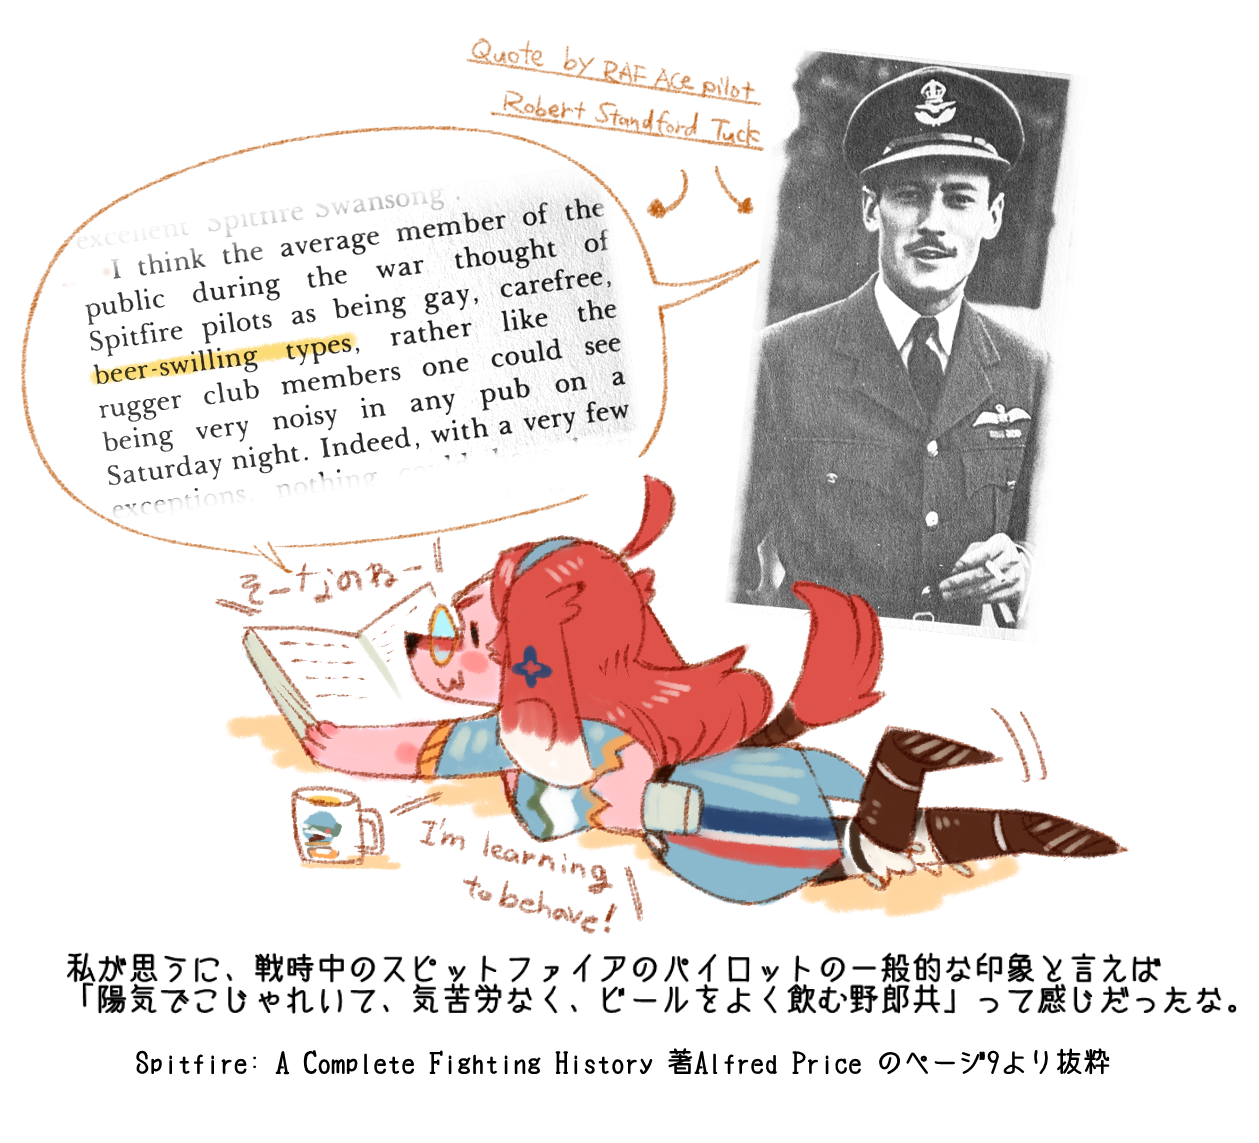 Quote by RAF Ace pilot
Robert Standford Tuck
excellent Spitfire Swansong.
I think the average member of the
public during the war thought of
Spitfire pilots as being gay, carefree,
beer-swilling types, rather like the
rugger club members one could see
being very noisy in any pub on a
Saturday night. Indeed, with a very few
exceptions, nothing could
そーなのねー
I'm learning
to behave!
私が思うに、戦時中のスピットファイアのパイロットの一般的な印象と言えば
「陽気でこじゃれいて、気苦労なく、ビールをよく飲む野郎共」って感じだったな。
Spitfire: A Complete Fighting History 著Alfred Price のページ9より抜粋